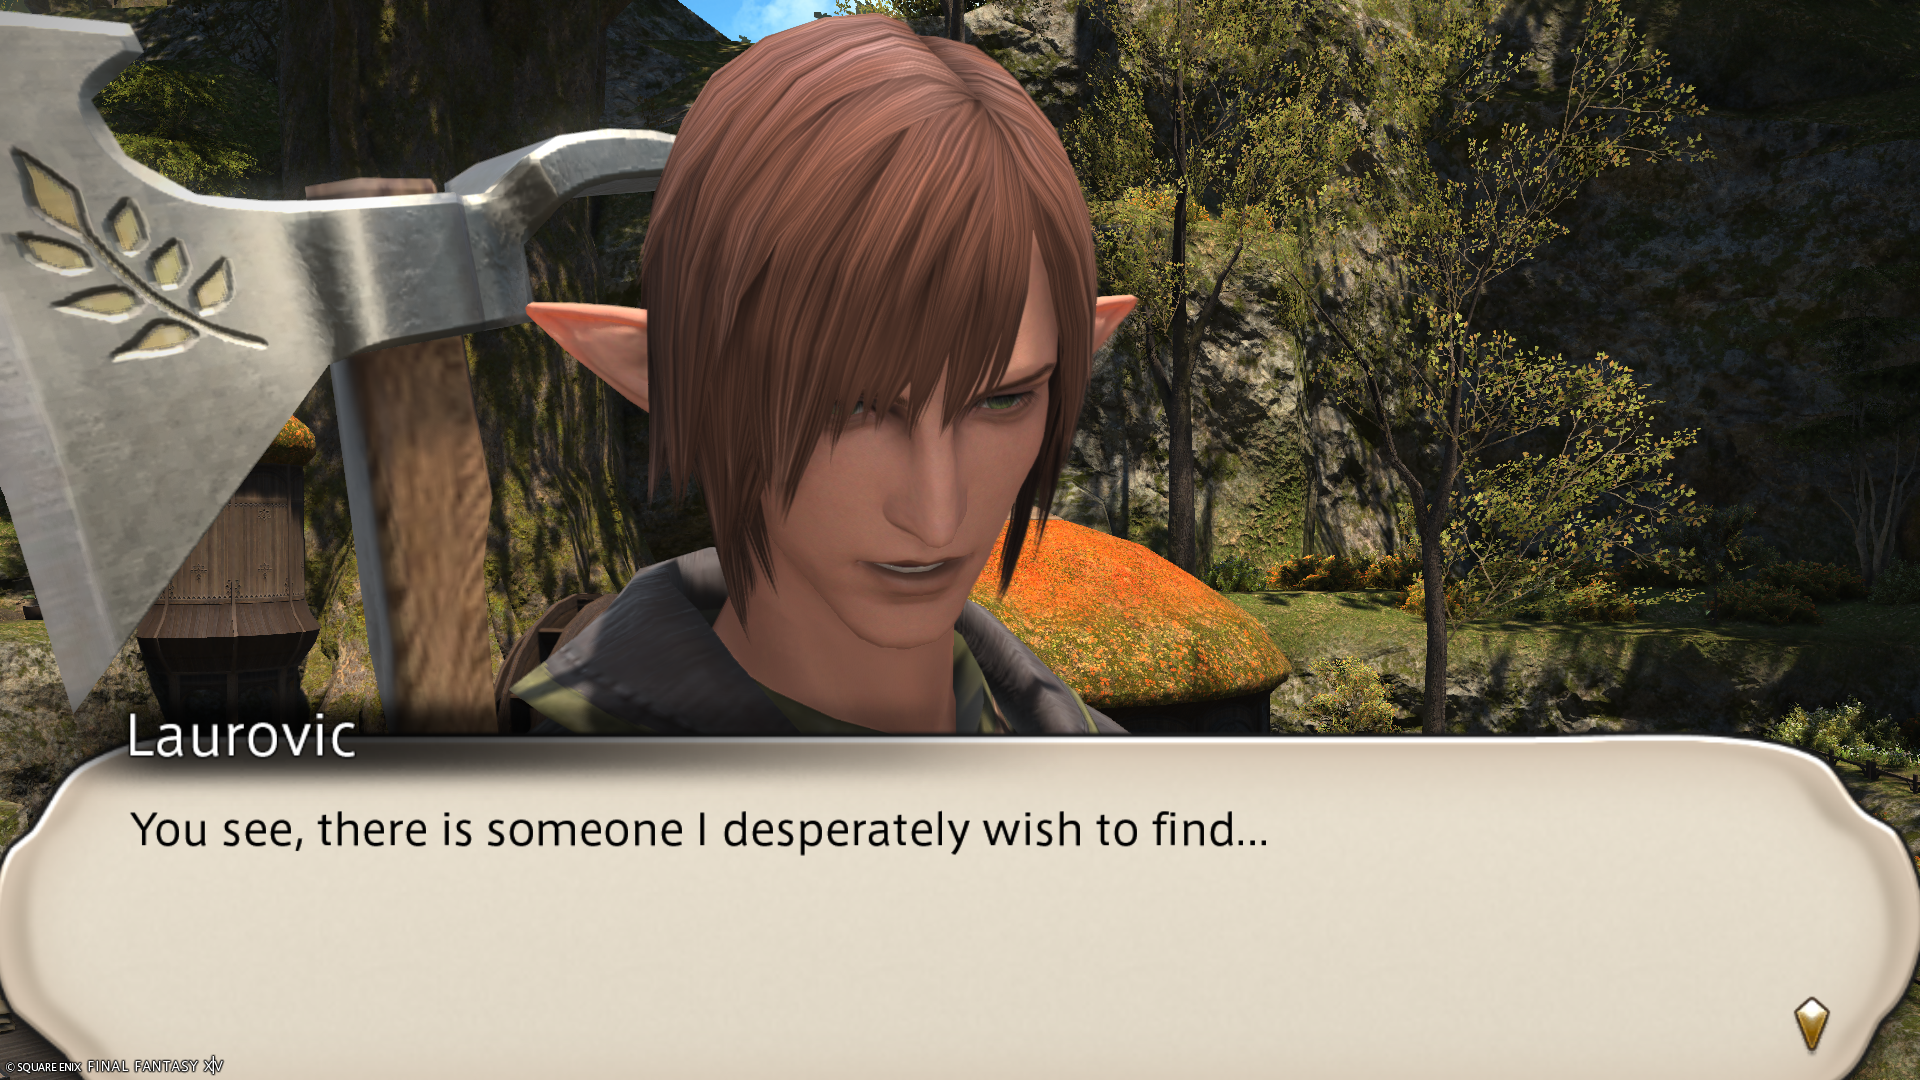 Laurovic
You see, there is someone I desperately wish to find...
© SQUARE ENIX FINAL FANTASY XIV